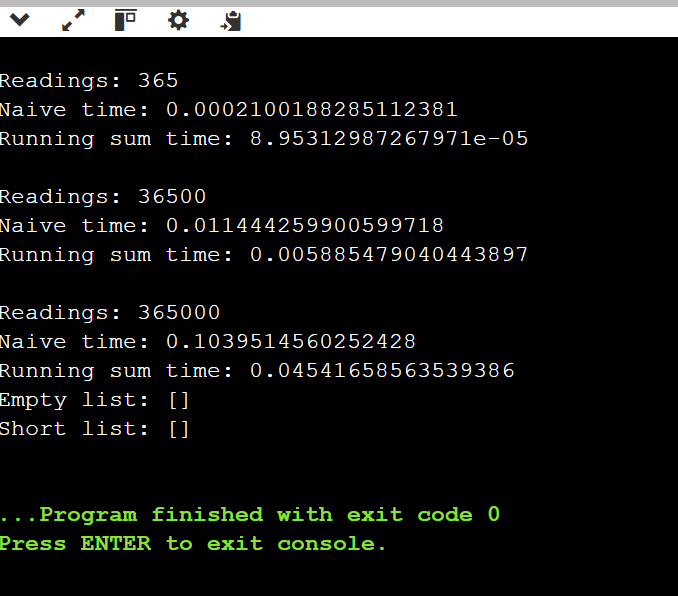 Readings: 365
Naive time: 0.0002100188285112381
Running sum time: 8.95312987267971e-05
Readings: 36500
Naive time: 0.011444259900599718
Running sum time: 0.005885479040443897
Readings: 365000
Naive time: 0.1039514560252428
Running sum time: 0.04541658563539386
Empty list: []
Short list: []
...Program finished with exit code 0
Press ENTER to exit console.